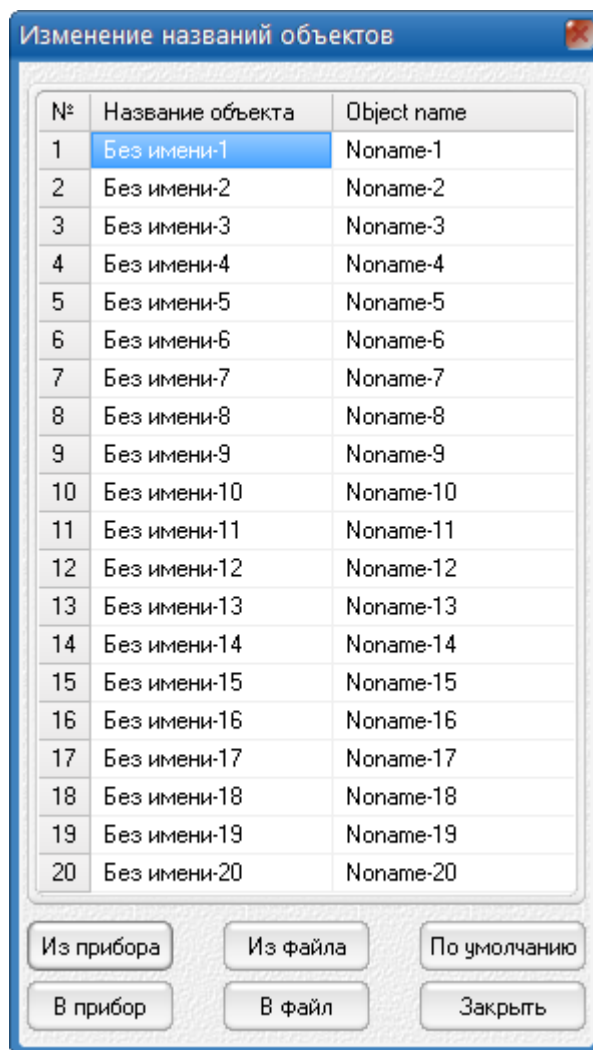 Изменение названий объектов
№ Название объекта Object name
1 Без имени-1 Noname-1
2 Без имени-2 Noname-2
3 Без имени-3 Noname-3
4 Без имени-4 Noname-4
5 Без имени-5 Noname-5
6 Без имени-6 Noname-6
7 Без имени-7 Noname-7
8 Без имени-8 Noname-8
9 Без имени-9 Noname-9
10 Без имени-10 Noname-10
11 Без имени-11 Noname-11
12 Без имени-12 Noname-12
13 Без имени-13 Noname-13
14 Без имени-14 Noname-14
15 Без имени-15 Noname-15
16 Без имени-16 Noname-16
17 Без имени-17 Noname-17
18 Без имени-18 Noname-18
19 Без имени-19 Noname-19
20 Без имени-20 Noname-20
Из прибора Из файла По умолчанию
В прибор В файл Закрыть